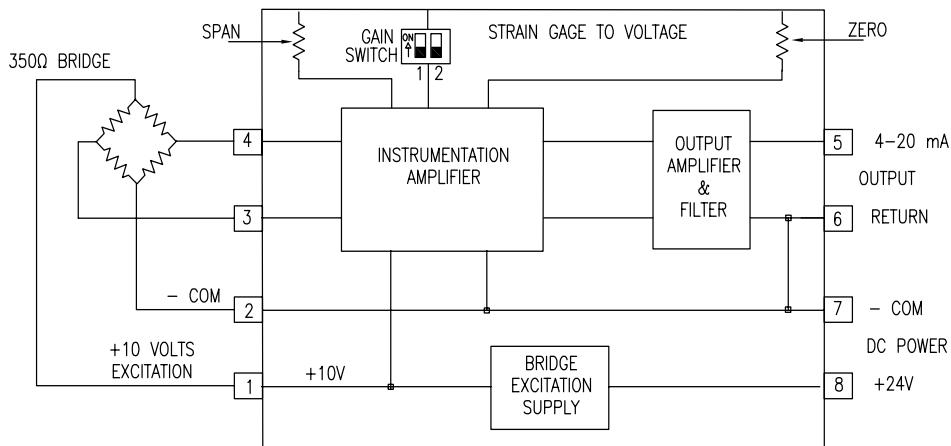 SPAN
GAIN
SWITCH
ON
1 2
STRAIN GAGE TO VOLTAGE
ZERO
350Ω BRIDGE
4
INSTRUMENTATION
AMPLIFIER
OUTPUT
AMPLIFIER
&
FILTER
5
4-20 mA
OUTPUT
3
6
RETURN
- COM
2
7
- COM
DC POWER
+10 VOLTS
EXCITATION
1
+10V
BRIDGE
EXCITATION
SUPPLY
8
+24V